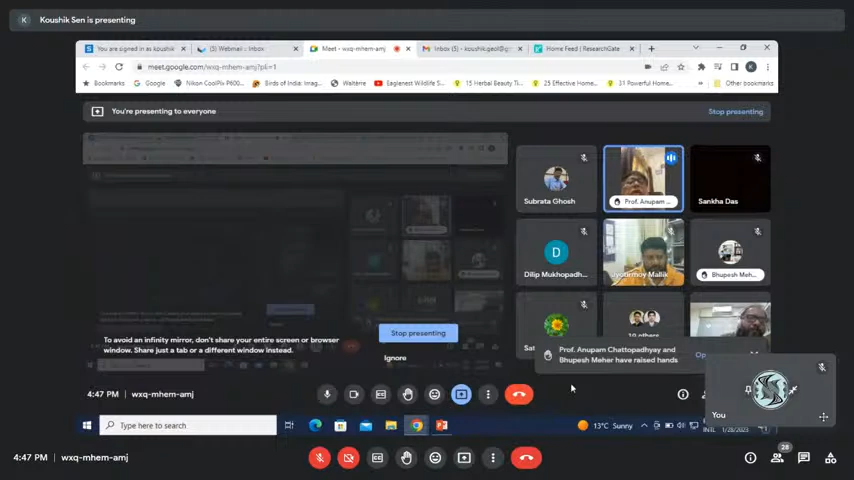 K Koushik Sen is presenting
You are signed in as koushik
(5) Webmail :: Inbox
Meet - wxq-mhem-amj
Inbox (5) - koushik.geol@g
Home Feed | ResearchGate
meet.google.com/wxq-mhem-amj?pli=1
K
Bookmarks
Google
Nikon CoolPix P600...
Birds of India: Imag...
Eaglenest Wildlife S...
15 Herbal Beauty Ti...
25 Effective Home...
31 Powerful Home...
Other bookmarks
You're presenting to everyone
Stop presenting
Subrata Ghosh
Prof. Anupam ...
Sankha Das
D
Dilip Mukhopadh...
Jyotirmoy Mallik
Bhupesh Meh...
10 others
To avoid an infinity mirror, don't share your entire screen or browser
window. Share just a tab or a different window instead.
Stop presenting
Ignore
Prof. Anupam Chattopadhyay and
Bhupesh Meher have raised hands
You
4:47 PM | wxq-mhem-amj
Type here to search
13°C Sunny
4:47 PM
INTL
1/28/2023
4:47 PM | wxq-mhem-amj
28